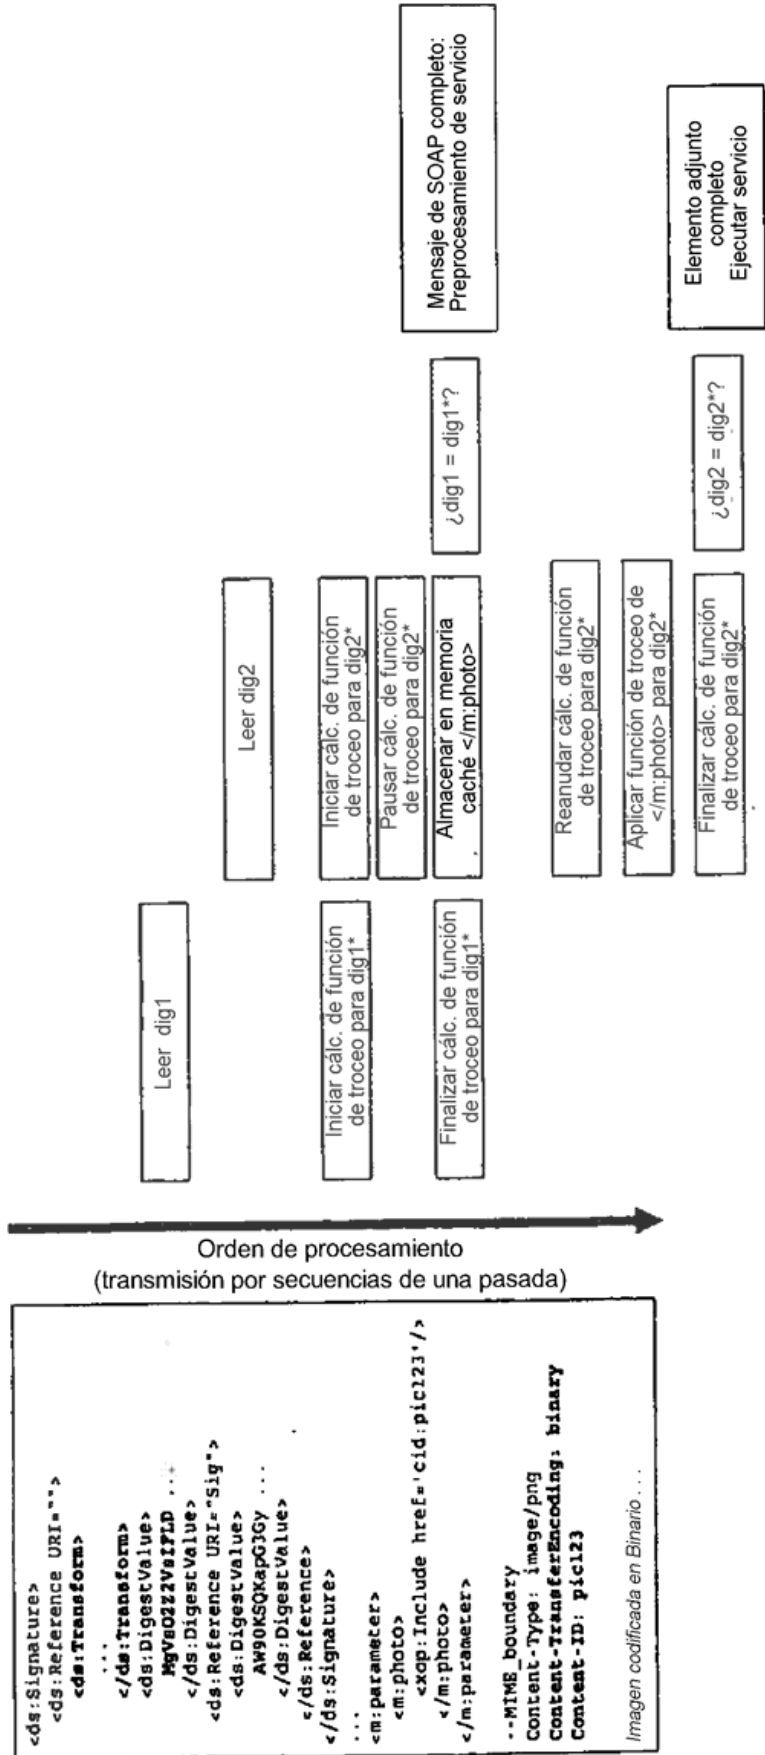 <ds:Signature>
<ds:Reference URI="">
<ds:Transform>
...
</ds:Transform>
<ds:DigestValue>
MgVsQ2Z2VszPLD ...
</ds:DigestValue>
<ds:Reference URI="Sig">
<ds:DigestValue>
AW90KSQKapG3Gy ...
</ds:DigestValue>
</ds:Reference>
</ds:Signature>
...
<m:parameter>
<m:photo>
<xop:Include href='cid:pic123'/>
</m:photo>
</m:parameter>
--MIME_boundary
Content-Type: image/png
Content-TransferEncoding: binary
Content-ID: pic123
Imagen codificada en Binario...
Orden de procesamiento
(transmisión por secuencias de una pasada)
Leer dig1
Leer dig2
Iniciar cálc. de función
de troceo para dig1*
Iniciar cálc. de función
de troceo para dig2*
Pausar cálc. de función
de troceo para dig2*
Finalizar cálc. de función
de troceo para dig1*
Almacenar en memoria
caché </m:photo>
¿dig1 = dig1*?
Mensaje de SOAP completo:
Preprocesamiento de servicio
Reanudar cálc. de función
de troceo para dig2*
Aplicar función de troceo de
</m:photo> para dig2*
Finalizar cálc. de función
de troceo para dig2*
¿dig2 = dig2*?
Elemento adjunto
completo
Ejecutar servicio